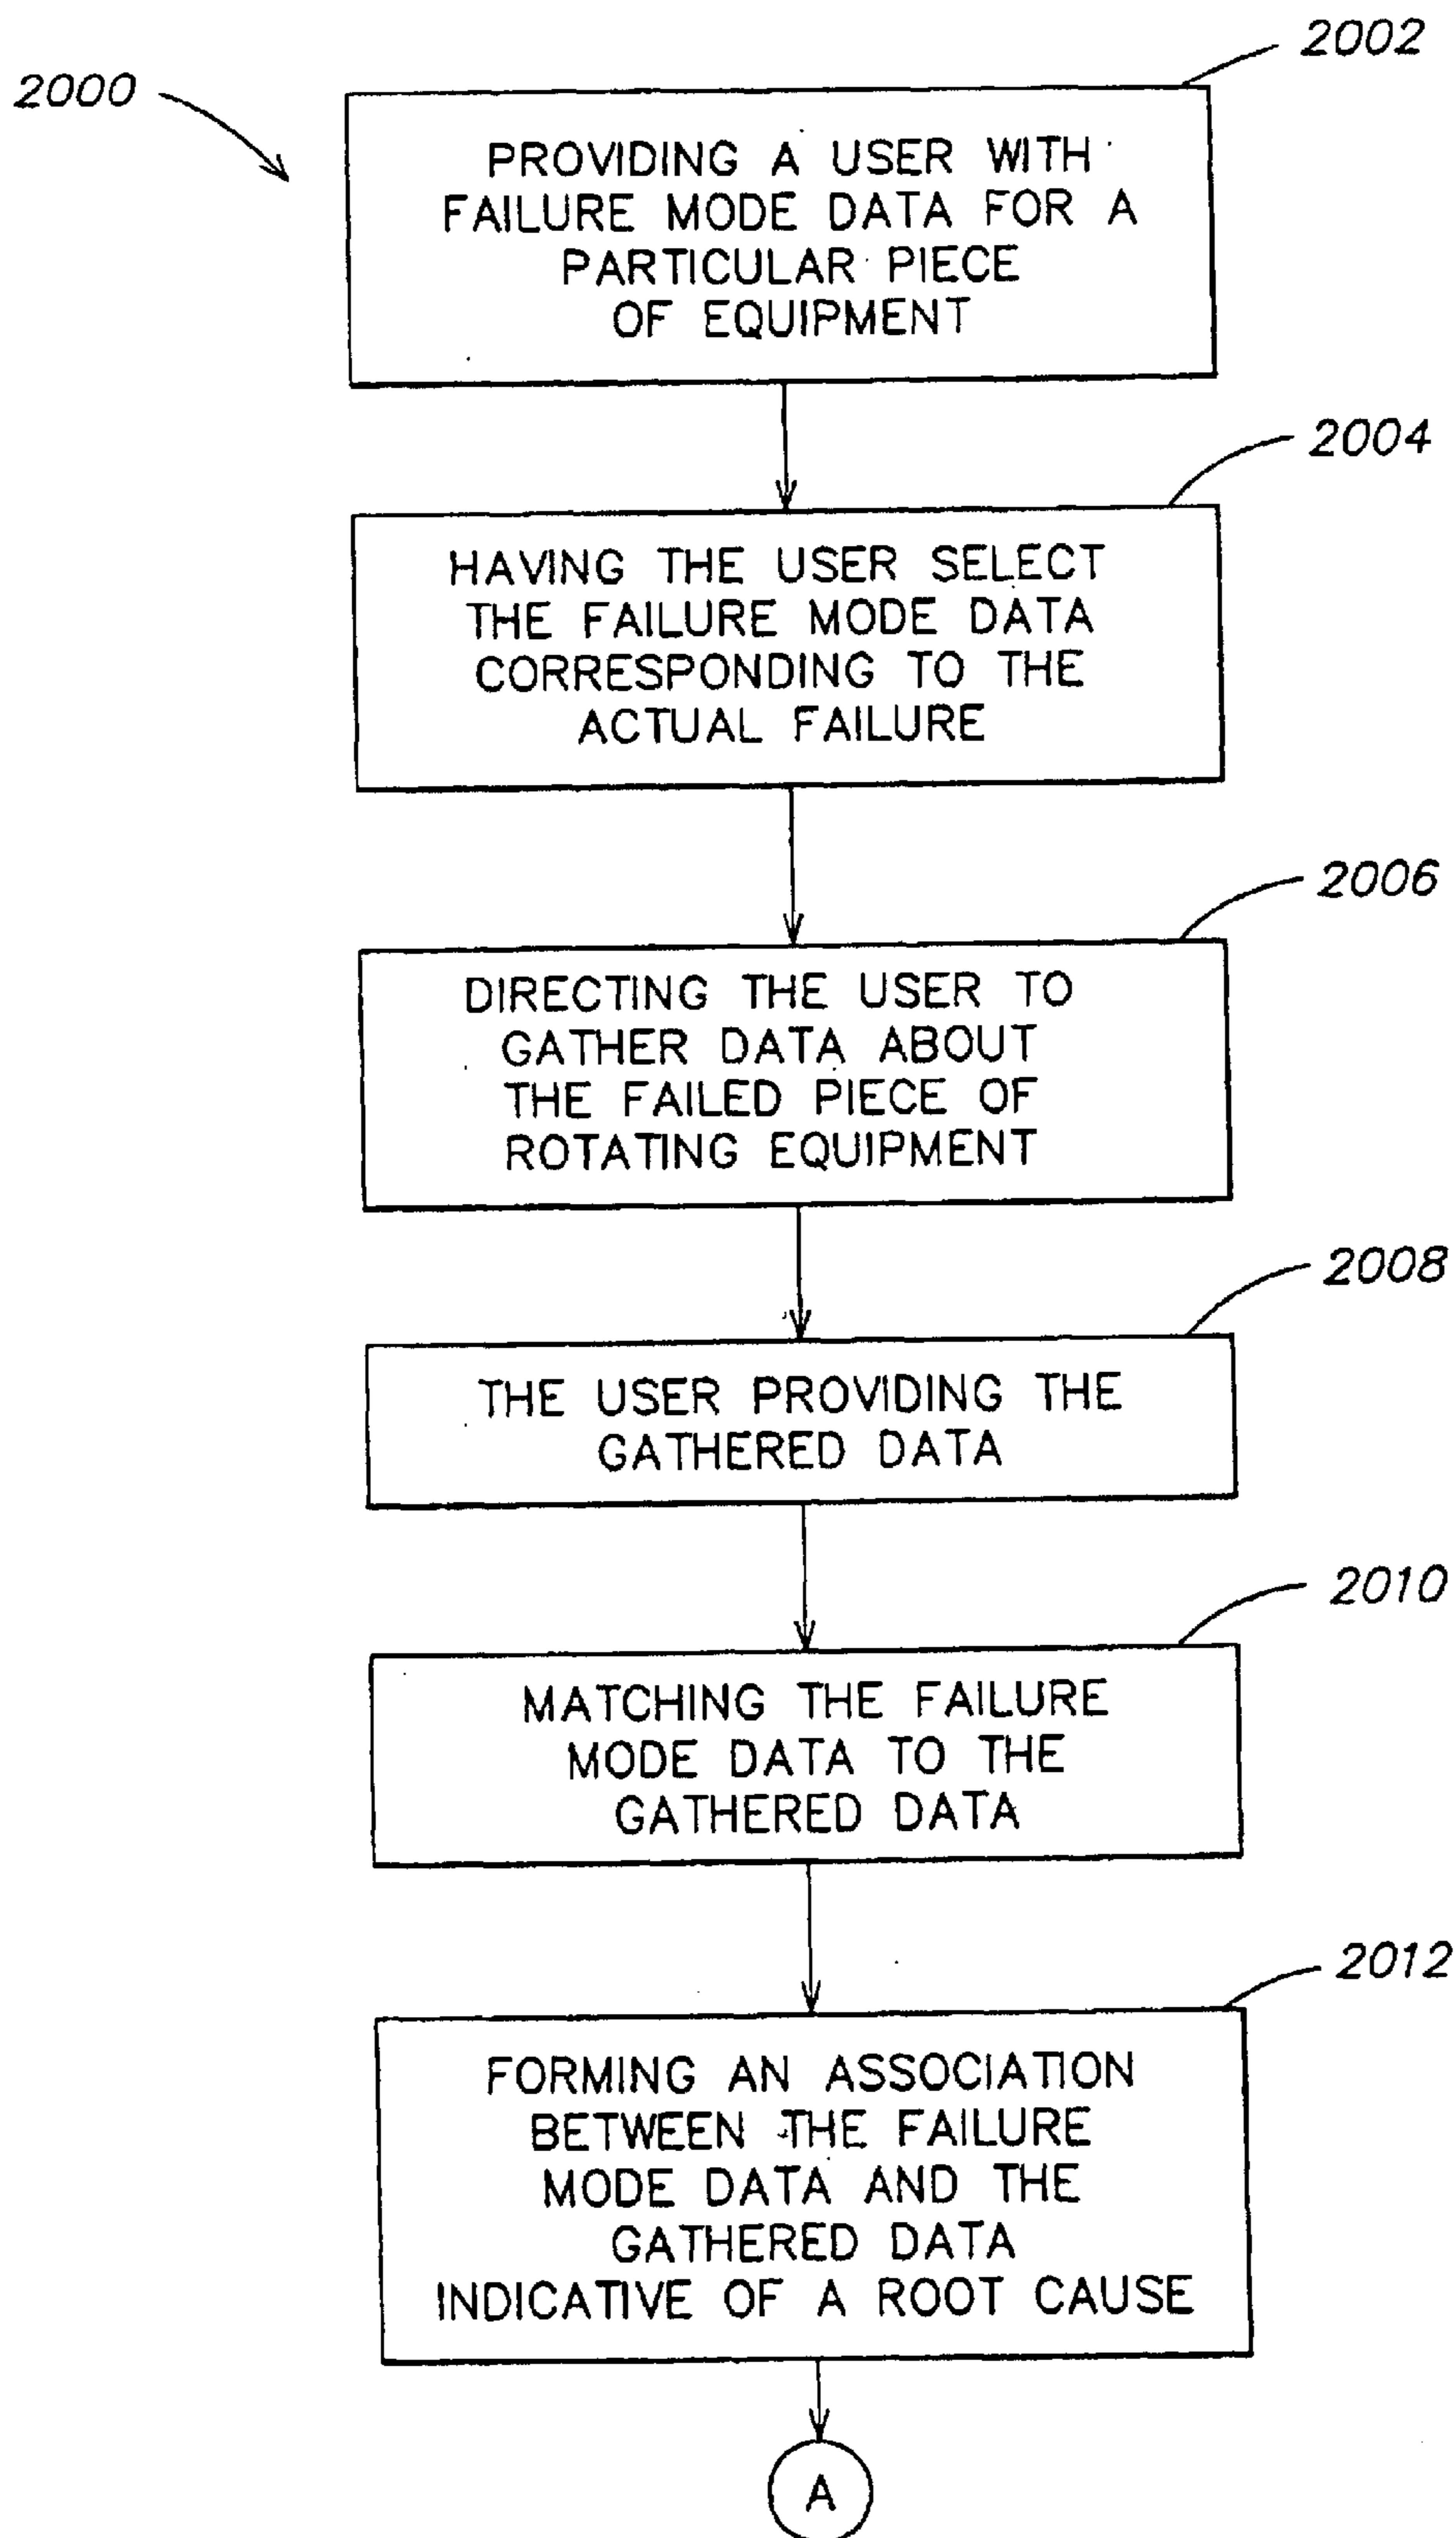 2002
2000
PROVIDING A USER WITH
FAILURE MODE DATA FOR A
PARTICULAR PIECE
OF EQUIPMENT
2004
HAVING THE USER SELECT
THE FAILURE MODE DATA
CORRESPONDING TO THE
ACTUAL FAILURE
2006
DIRECTING THE USER TO
GATHER DATA ABOUT
THE FAILED PIECE OF
ROTATING EQUIPMENT
2008
THE USER PROVIDING THE
GATHERED DATA
2010
MATCHING THE FAILURE
MODE DATA TO THE
GATHERED DATA
2012
FORMING AN ASSOCIATION
BETWEEN THE FAILURE
MODE DATA AND THE
GATHERED DATA
INDICATIVE OF A ROOT CAUSE
A